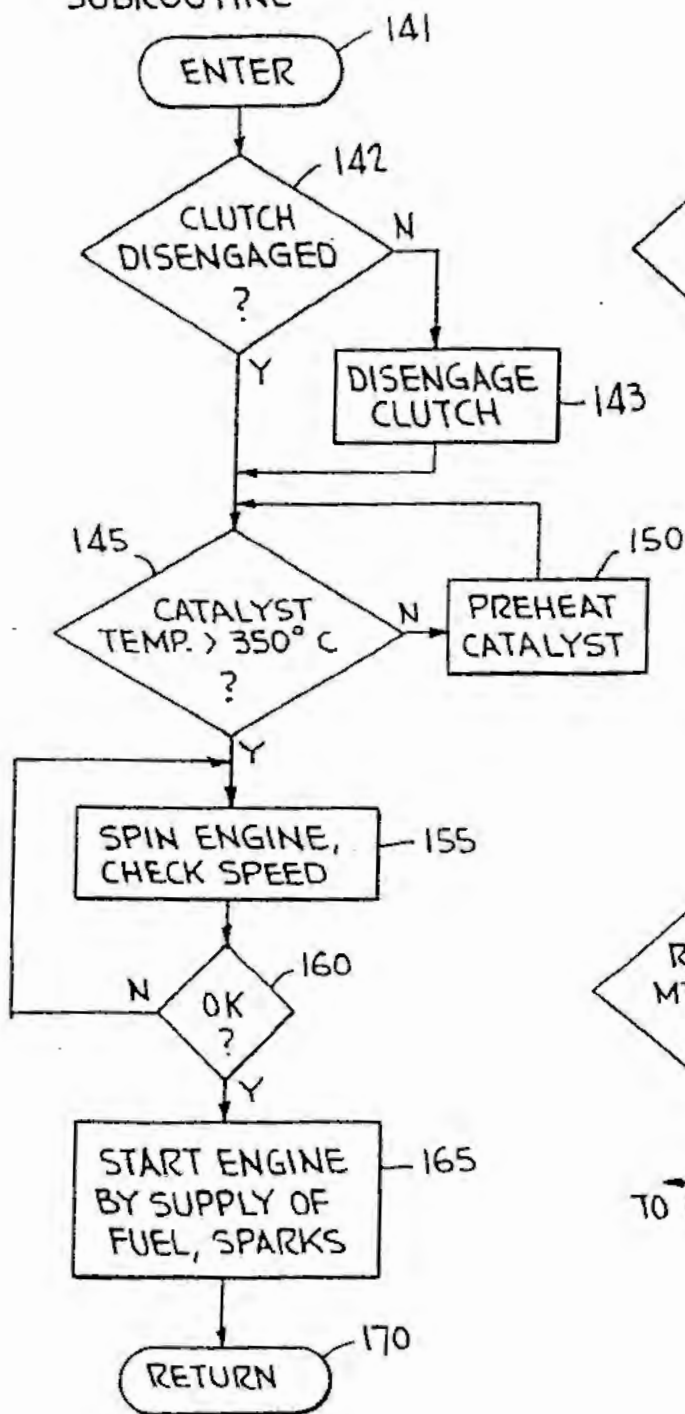 SUBROUTINE
141
ENTER
142
CLUTCH
DISENGAGED
?
N
Y
DISENGAGE
CLUTCH
143
145
CATALYST
TEMP. > 350° C
?
N
Y
150
PREHEAT
CATALYST
SPIN ENGINE,
CHECK SPEED
155
160
OK
?
N
Y
START ENGINE
BY SUPPLY OF
FUEL, SPARKS
165
170
RETURN
R
M
TO